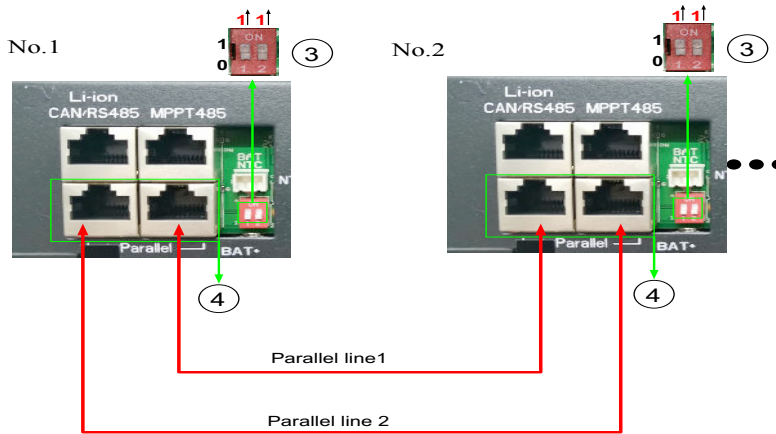 1 1
No.1
ON
1
0
1 2
3
Li-ion
CAN/RS485 MPPT485
BAT
NTC
NT
Parallel
BAT+
4
1 1
No.2
ON
1
0
1 2
3
Li-ion
CAN/RS485 MPPT485
BAT
NTC
Parallel
BAT+
4
Parallel line1
Parallel line 2